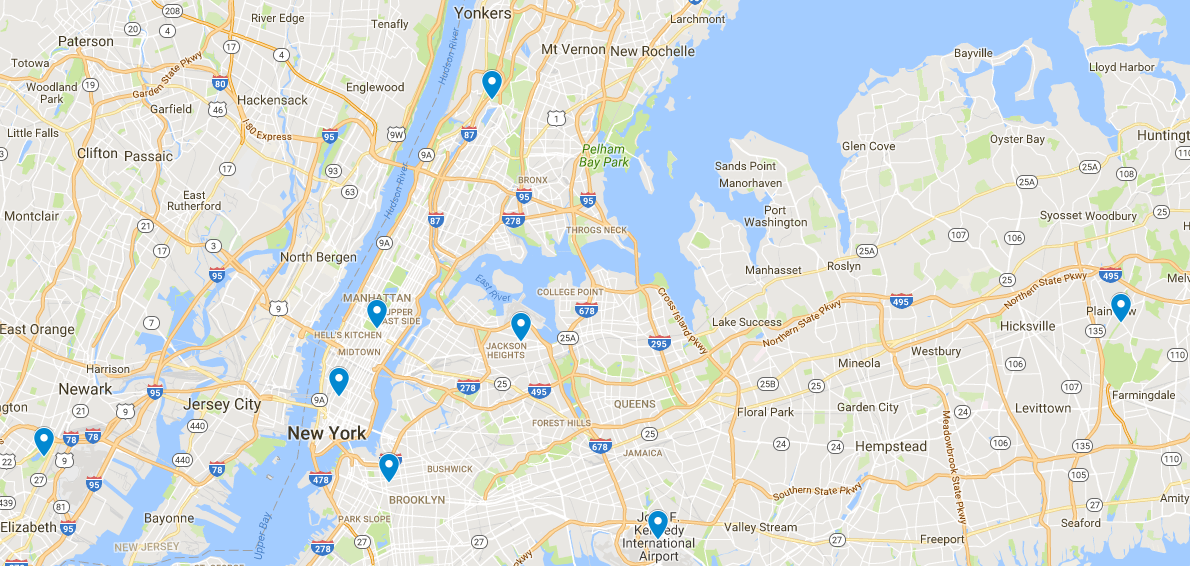 Yonkers
Larchmont
208
4
20
River Edge
Tenafly
Paterson
17
4
Mt Vernon
New Rochelle
Bayville
Lloyd Harbor
Totowa
Garden State Pkwy
Hudson River
Woodland
Park
19
80
Englewood
Garfield
46
Hackensack
1
Little Falls
I-80 Express
95
9W
87
Glen Cove
Oyster Bay
Clifton
Passaic
9A
Pelham
Bay Park
Sands Point
25A
108
17
93
63
BRONX
Manorhaven
25A
East
Rutherford
Hudson River
95
95
Montclair
87
278
Port
Washington
Syosset
Woodbury
25
21
THROGS NECK
107
106
3
17
9A
North Bergen
25A
95
East River
Manhasset
Roslyn
25
495
COLLEGE POINT
Northern State Pkwy
MANHATTAN
9
678
Cross Island Pkwy
495
UPPER
EAST SIDE
7
Lake Success
Northern State Pkwy
Hicksville
135
East Orange
HELL'S KITCHEN
25A
295
JACKSON
HEIGHTS
MIDTOWN
Westbury
110
Mineola
106
Harrison
278
25
495
25B
25
107
Newark
95
9A
Farmingdale
21
9
Jersey City
QUEENS
Floral Park
Garden City
24
Levittown
440
FOREST HILLS
New York
78
78
25
678
24
24
Hempstead
106
135
JAMAICA
22
9
440
110
BUSHWICK
27
478
95
BROOKLYN
Southern State Pkwy
Meadowbrook State Pkwy
105
439
81
27
Amity
Bayonne
PARK SLOPE
Valley Stream
Seaford
Elizabeth
95
Upper Bay
27
27
27
Freeport
NEW JERSEY
278
International
Airport